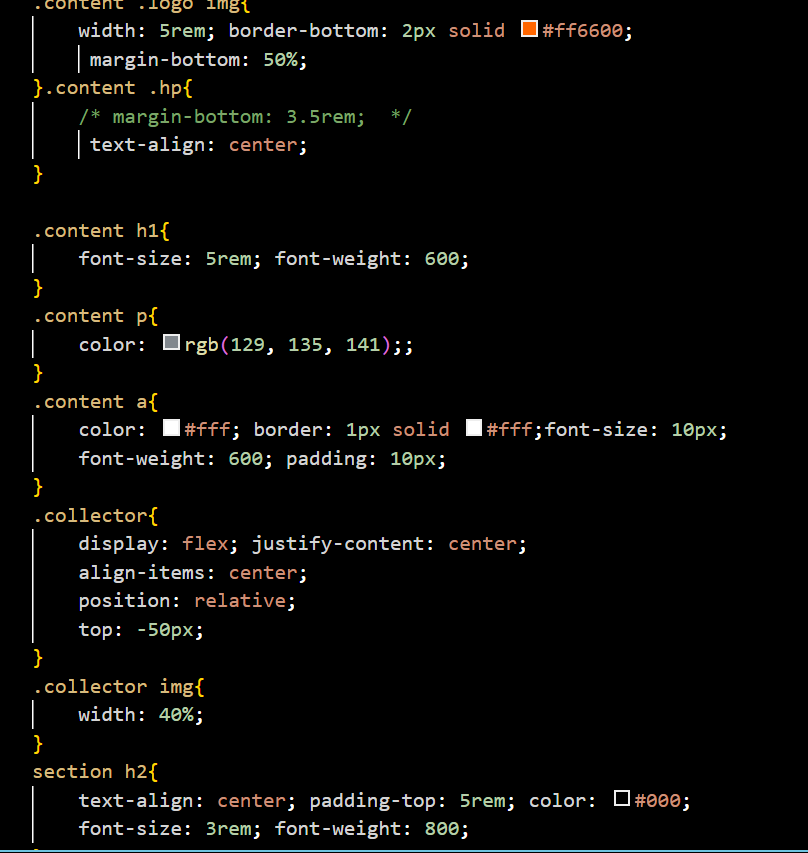 .content .logo img{
    width: 5rem; border-bottom: 2px solid #ff6600;
     margin-bottom: 50%;
}.content .hp{
    /* margin-bottom: 3.5rem;  */
     text-align: center;
}

.content h1{
    font-size: 5rem; font-weight: 600;
}
.content p{
    color: rgb(129, 135, 141);;
}
.content a{
    color: #fff; border: 1px solid #fff;font-size: 10px;
    font-weight: 600; padding: 10px;
}
.collector{
    display: flex; justify-content: center;
    align-items: center;
    position: relative;
    top: -50px;
}
.collector img{
    width: 40%;
}
section h2{
    text-align: center; padding-top: 5rem; color: #000;
    font-size: 3rem; font-weight: 800;